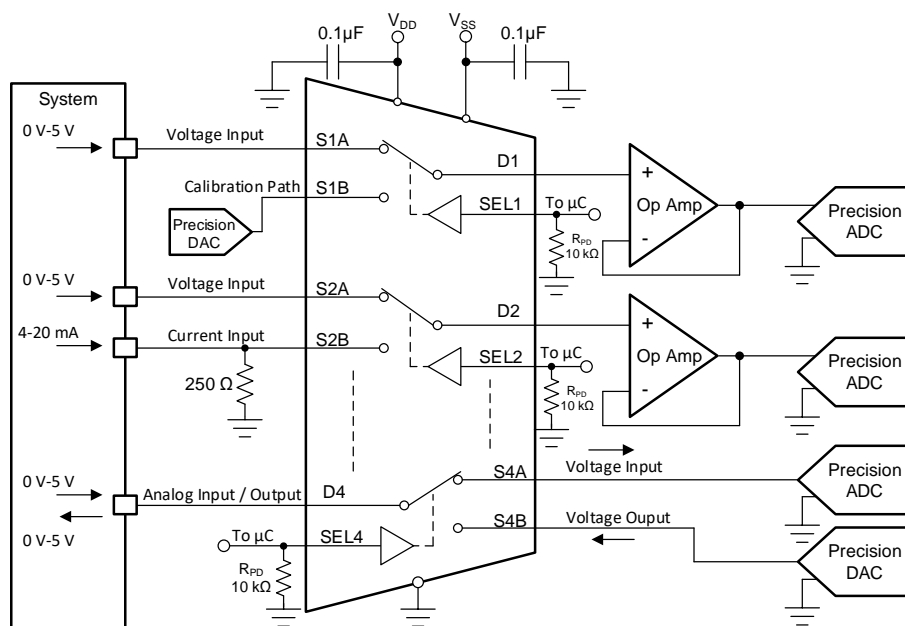 0.1µF
VDD
VSS
0.1µF
System
0 V-5 V
Voltage Input
S1A
D1
Calibration Path
S1B
Precision
DAC
SEL1
To µC
RPD
10 kΩ
+
Op Amp
-
Precision
ADC
0 V-5 V
Voltage Input
S2A
D2
4-20 mA
Current Input
S2B
250 Ω
SEL2
To µC
RPD
10 kΩ
+
Op Amp
-
Precision
ADC
0 V-5 V
Analog Input / Output
D4
S4A
Voltage Input
Precision
ADC
0 V-5 V
To µC
SEL4
S4B
Voltage Ouput
RPD
10 kΩ
Precision
DAC